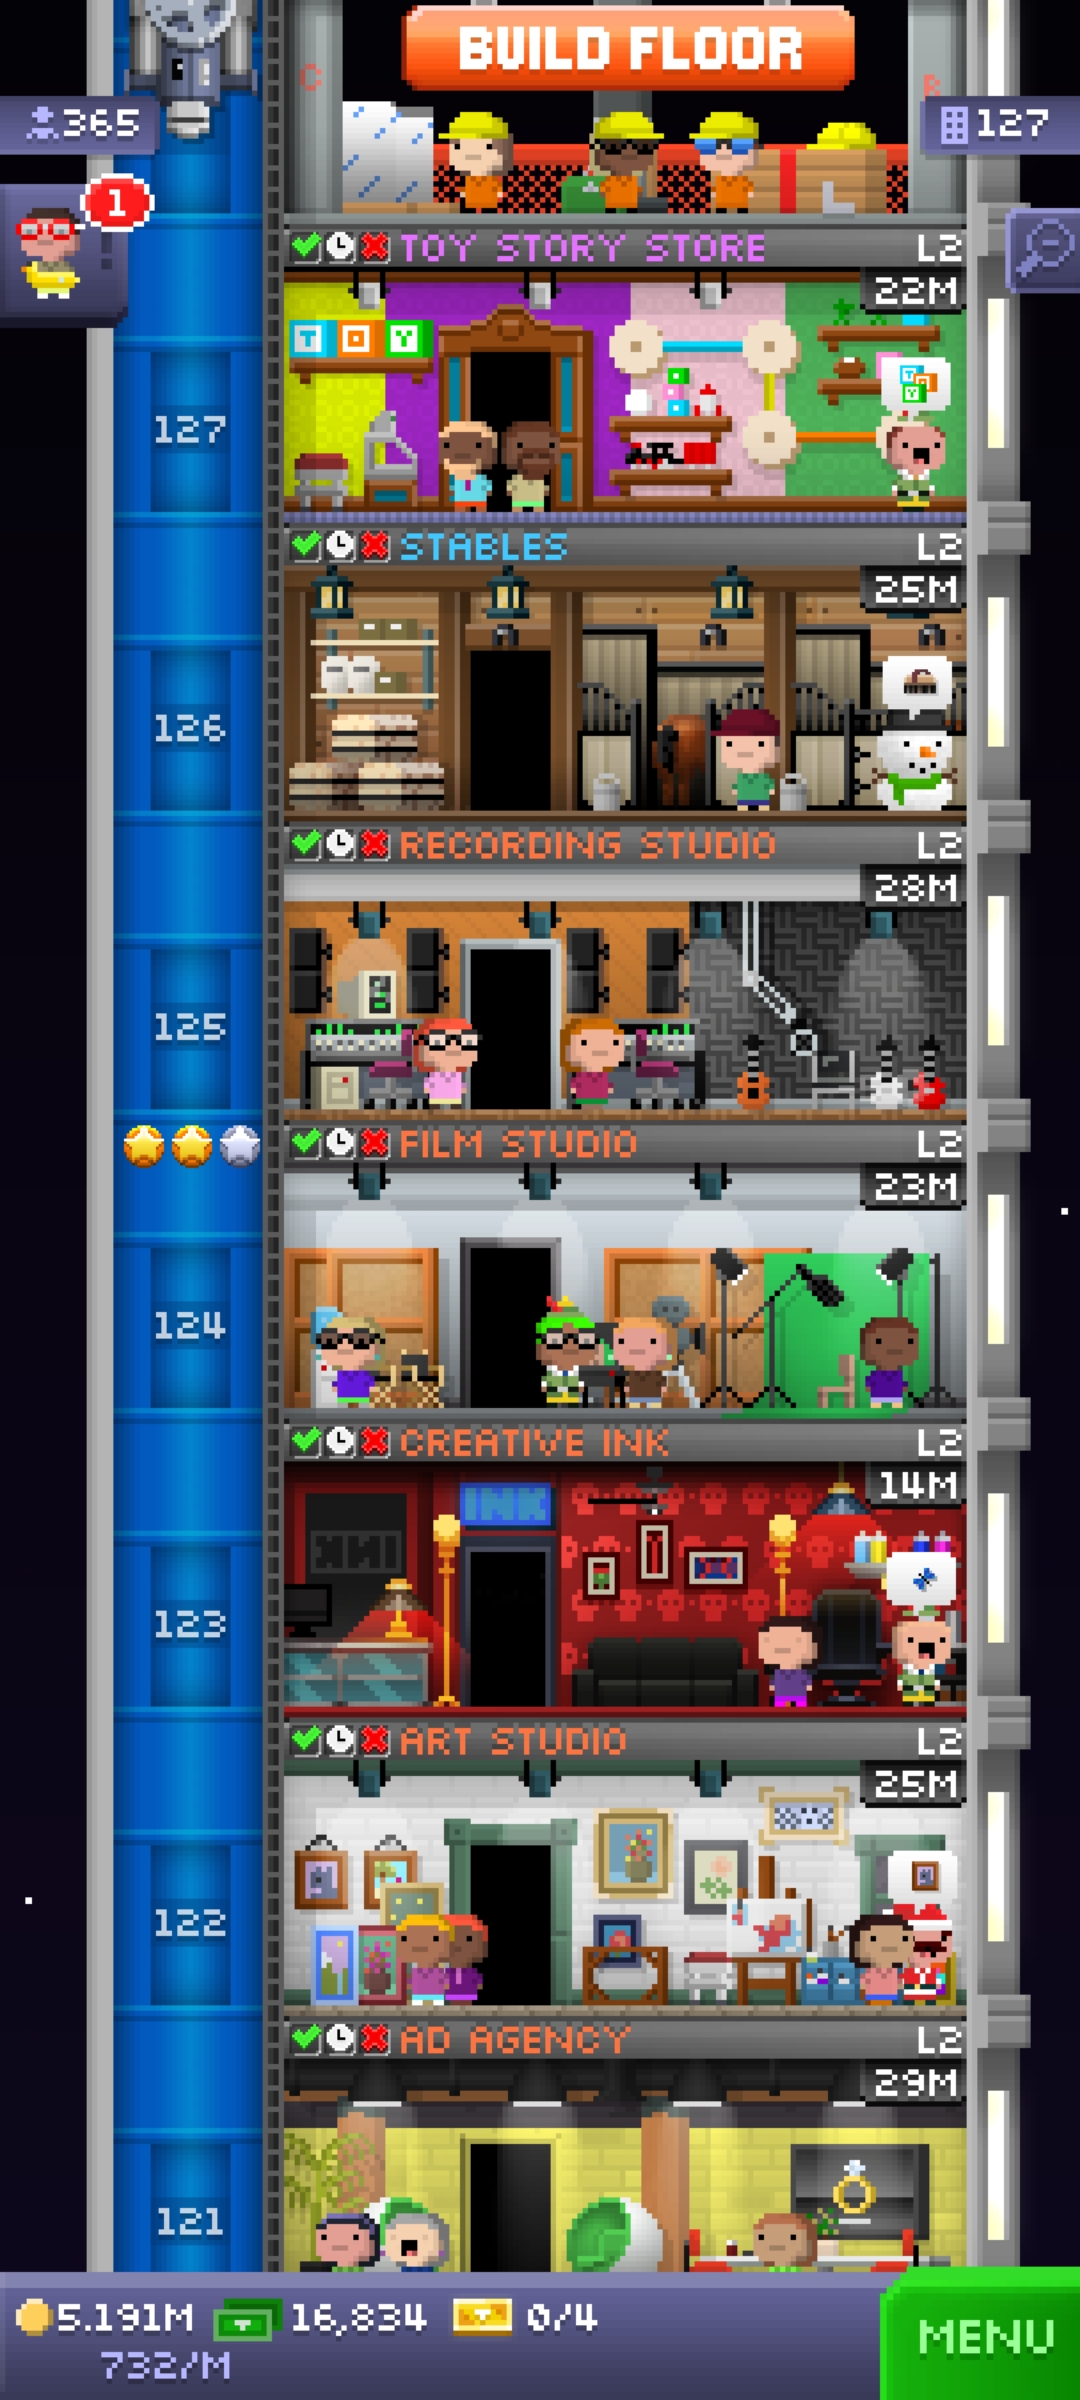 BUILD FLOOR
C
R
365
127
1
TOY STORY STORE
L2
22M
T O Y
127
STABLES
L2
25M
126
RECORDING STUDIO
L2
28M
125
FILM STUDIO
L2
23M
124
CREATIVE INK
L2
14M
INK
123
ART STUDIO
L2
25M
122
AD AGENCY
L2
29M
121
5.191M
16,834
0/4
732/M
MENU